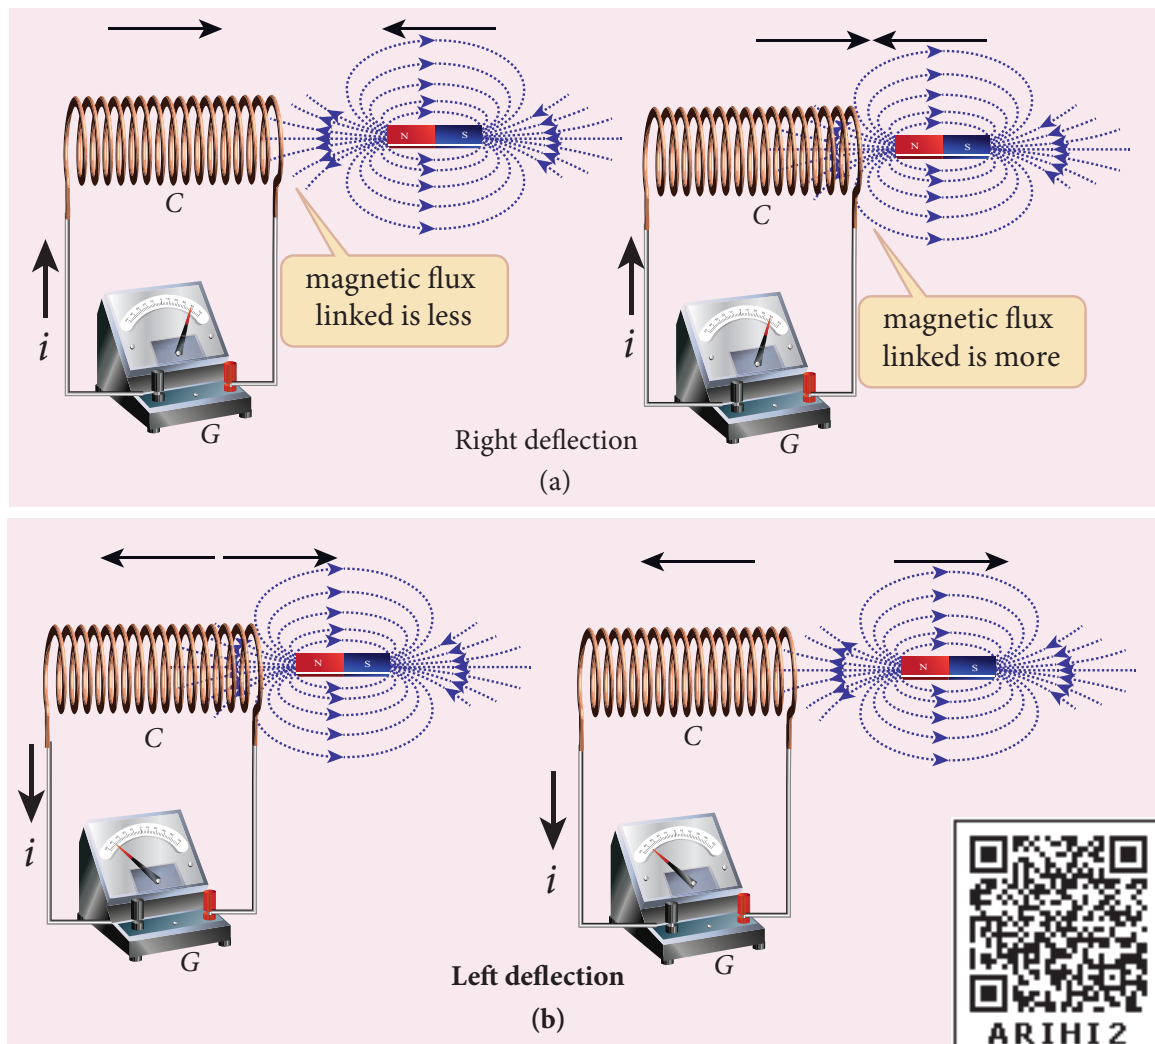 N S
N S
C
C
magnetic flux
linked is less
magnetic flux
linked is more
i
i
G
G
Right deflection
(a)
N S
N S
C
C
i
i
G
G
Left deflection
(b)
ARIHI2